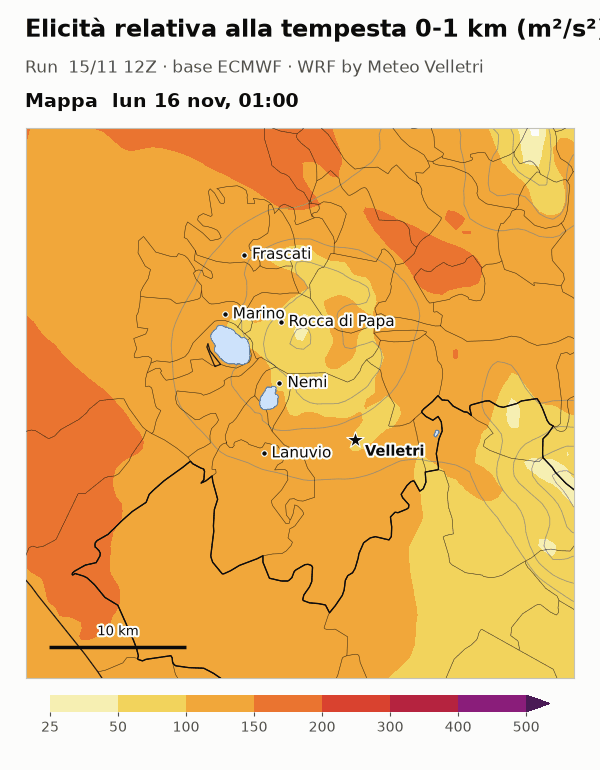 Elicità relativa alla tempesta 0-1 km (m²/s²)
Run  15/11 12Z · base ECMWF · WRF by Meteo Velletri
Mappa  lun 16 nov, 01:00
Frascati
Marino
Rocca di Papa
Nemi
Velletri
Lanuvio
10 km
25 50 100 150 200 300 400 500